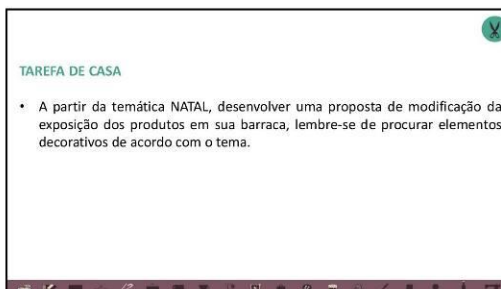 TAREFA DE CASA
• A partir da temática NATAL, desenvolver uma proposta de modificação da
exposição dos produtos em sua barraca, lembre-se de procurar elementos
decorativos de acordo com o tema.